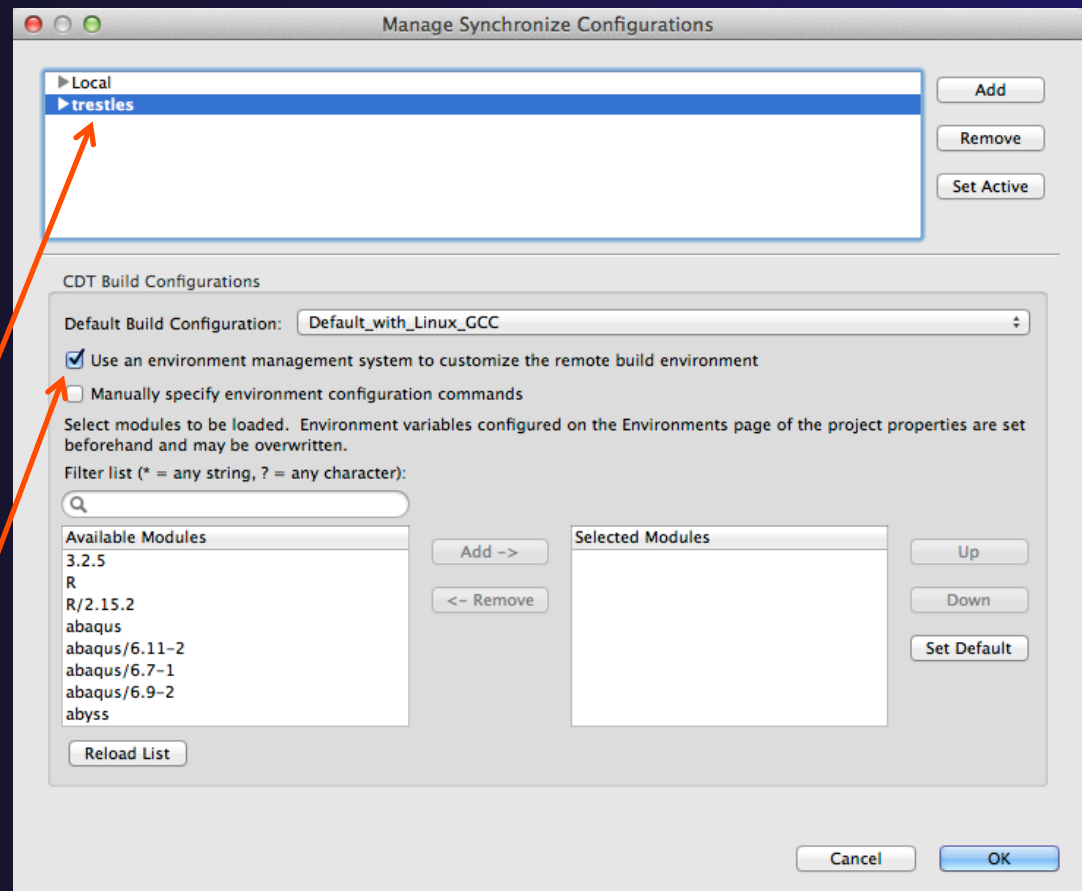 Manage Synchronize Configurations
Local
trestles
Add
Remove
Set Active
CDT Build Configurations
Default Build Configuration: Default_with_Linux_GCC
Use an environment management system to customize the remote build environment
Manually specify environment configuration commands
Select modules to be loaded. Environment variables configured on the Environments page of the project properties are set
beforehand and may be overwritten.
Filter list (* = any string, ? = any character):
Available Modules
3.2.5
R
R/2.15.2
abaqus
abaqus/6.11-2
abaqus/6.7-1
abaqus/6.9-2
abyss
Add ->
<- Remove
Selected Modules
Up
Down
Set Default
Reload List
Cancel
OK